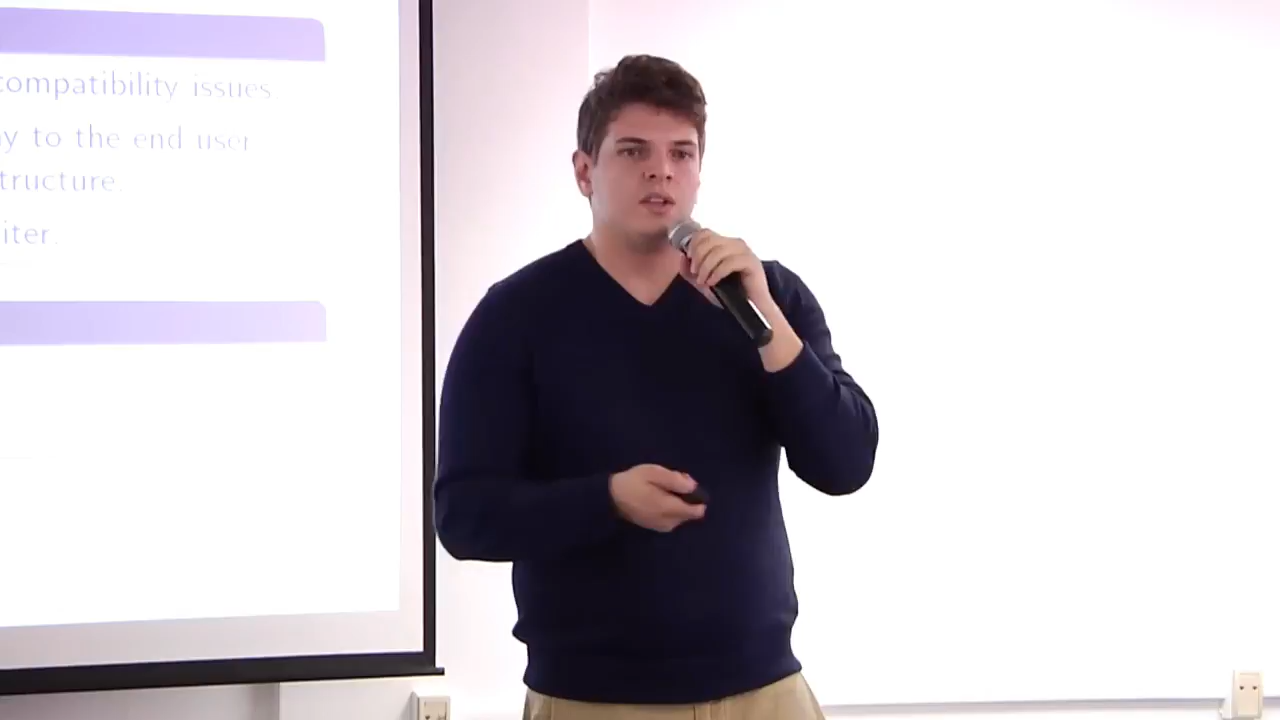 compatibility issues
y to the end user
tructure.
iter.